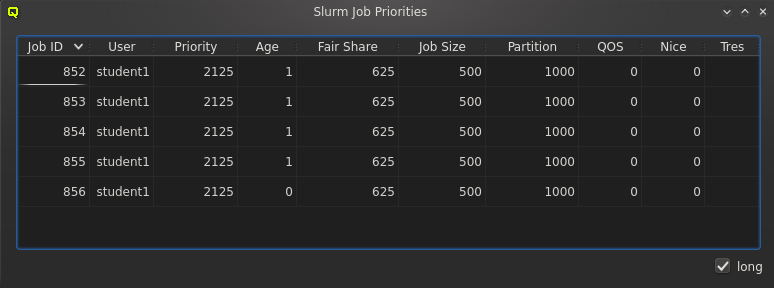 Slurm Job Priorities
Job ID User Priority Age Fair Share Job Size Partition QOS Nice Tres
852 student1 2125 1 625 500 1000 0 0
853 student1 2125 1 625 500 1000 0 0
854 student1 2125 1 625 500 1000 0 0
855 student1 2125 1 625 500 1000 0 0
856 student1 2125 0 625 500 1000 0 0
long